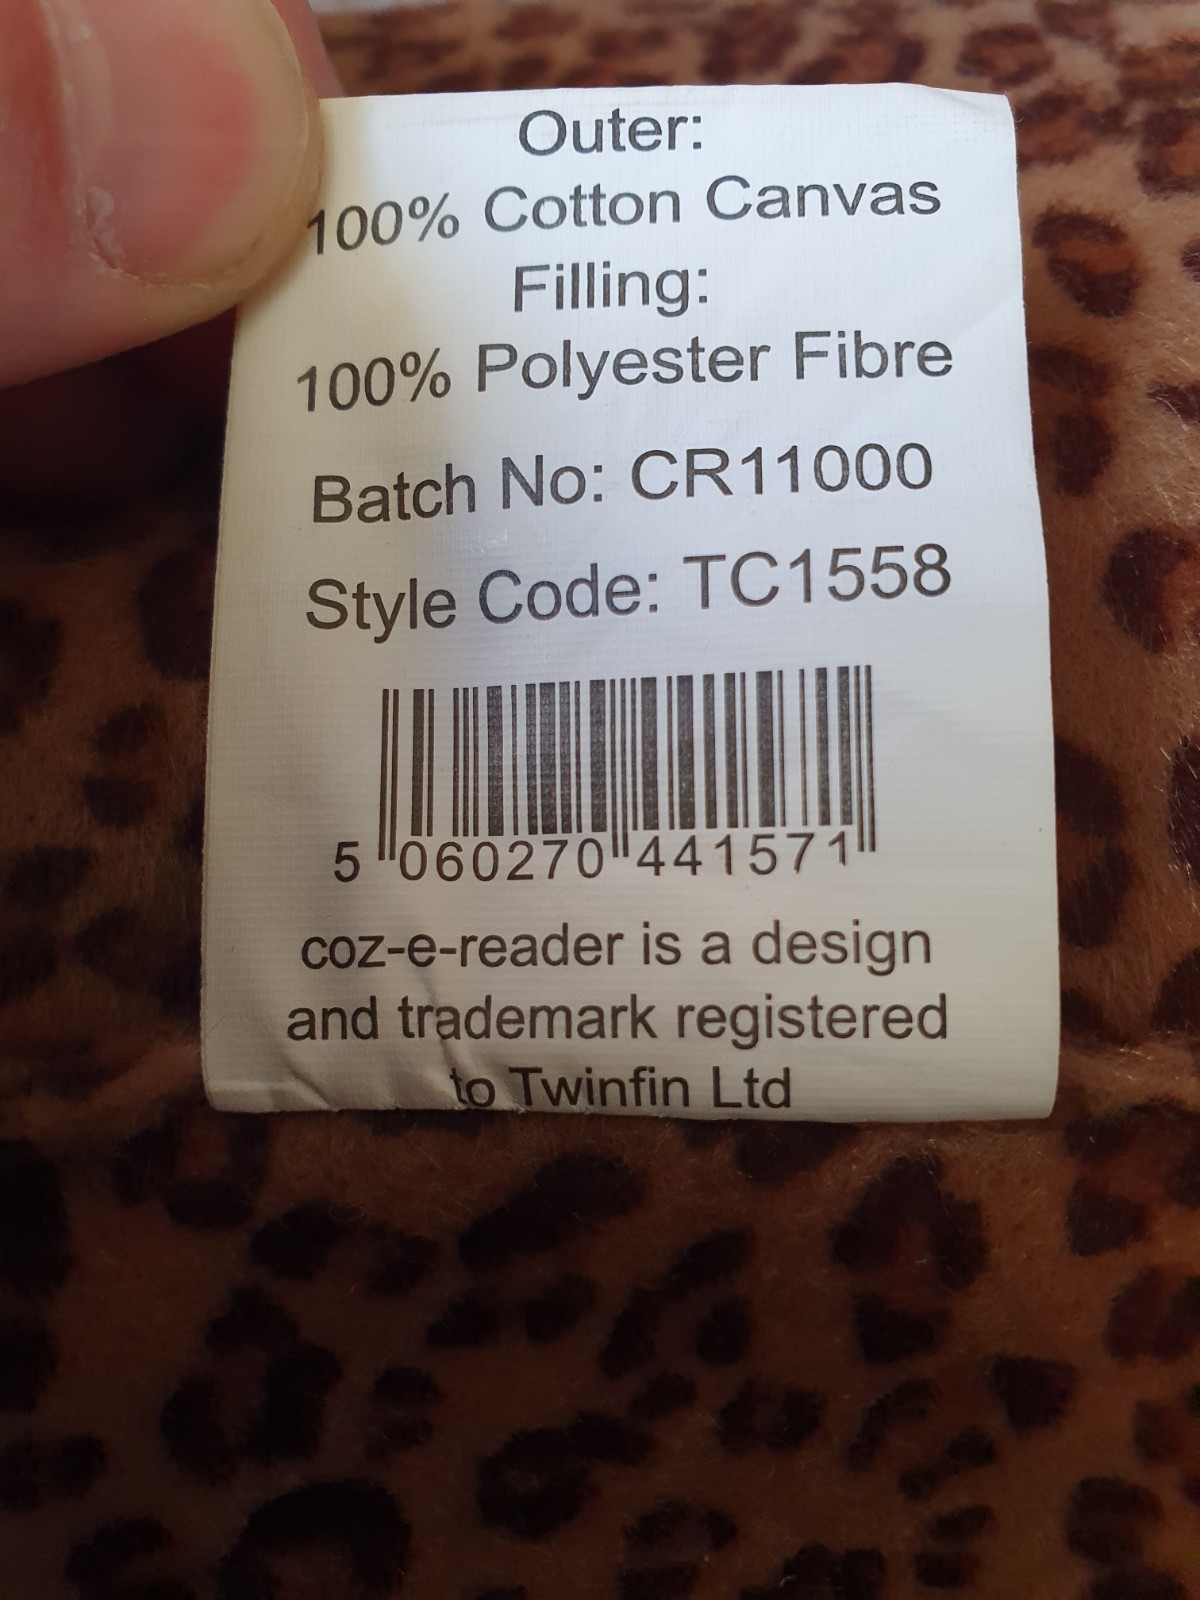 Outer:
100% Cotton Canvas
Filling:
100% Polyester Fibre
Batch No: CR11000
Style Code: TC1558
5 060270 441571
coz-e-reader is a design
and trademark registered
to Twinfin Ltd